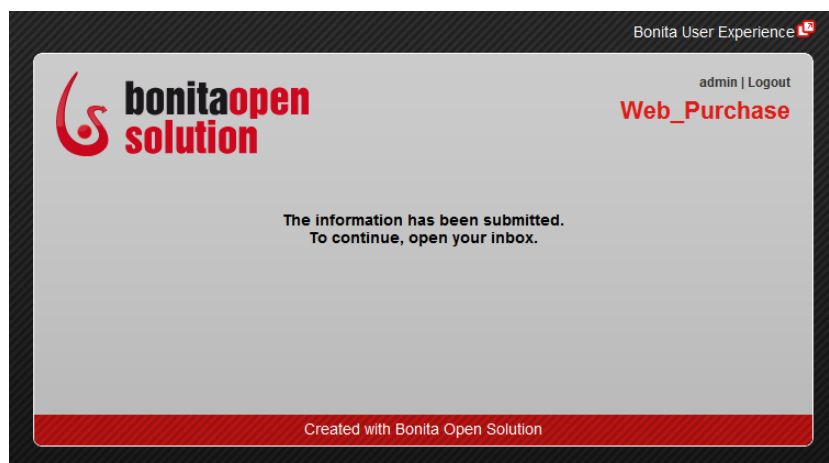 Bonita User Experience
admin | Logout
bonitaopen
solution
Web_Purchase
The information has been submitted.
To continue, open your inbox.
Created with Bonita Open Solution